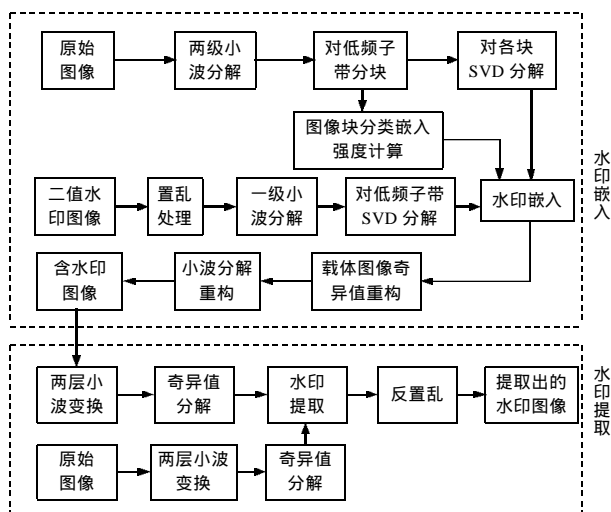 原始
图像
两级小
波分解
对低频子
带分块
对各块
SVD 分解
图像块分类嵌入
强度计算
二值水
印图像
置乱
处理
一级小
波分解
对低频子带
SVD 分解
水印嵌入
含水印
图像
小波分解
重构
载体图像奇
异值重构
水印嵌入
两层小
波变换
奇异值
分解
水印
提取
反置乱
提取出的
水印图像
原始
图像
两层小波
变换
奇异值
分解
水印提取